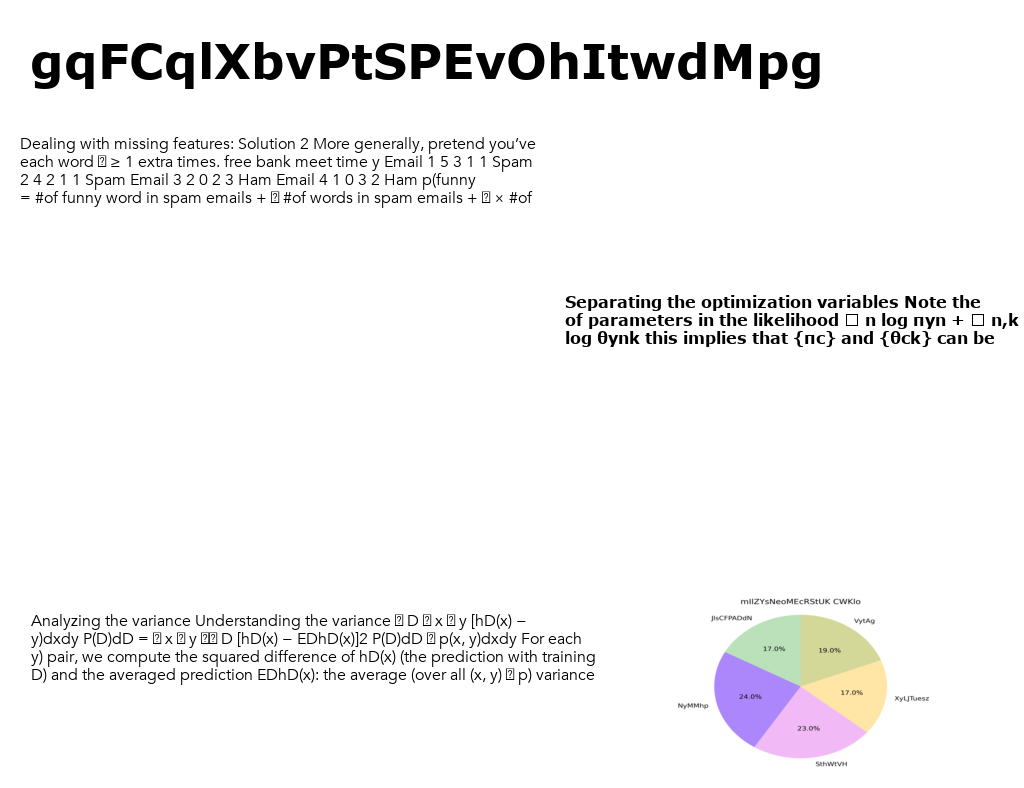 gqFCqlXbvPtSPEvOhItwdMpg
Dealing with missing features: Solution 2 More generally, pretend you’ve
each word ≥ 1 extra times. free bank meet time y Email 1 5 3 1 1 Spam
2 4 2 1 1 Spam Email 3 2 0 2 3 Ham Email 4 1 0 3 2 Ham p(funny
= #of funny word in spam emails + #of words in spam emails + × #of
Separating the optimization variables Note the
of parameters in the likelihood n log πyn + n,k
log θynk this implies that {πc} and {θck} can be
Analyzing the variance Understanding the variance D x y [hD(x) −
y)dxdy P(D)dD = x y D [hD(x) − EDhD(x)]2 P(D)dD p(x, y)dxdy For each
y) pair, we compute the squared difference of hD(x) (the prediction with training
D) and the averaged prediction EDhD(x): the average (over all (x, y) p) variance
VytAg
19.0%
17.0%
24.0%
17.0%
XyLJTuesz
NyMMhp
23.0%
SthWtVH